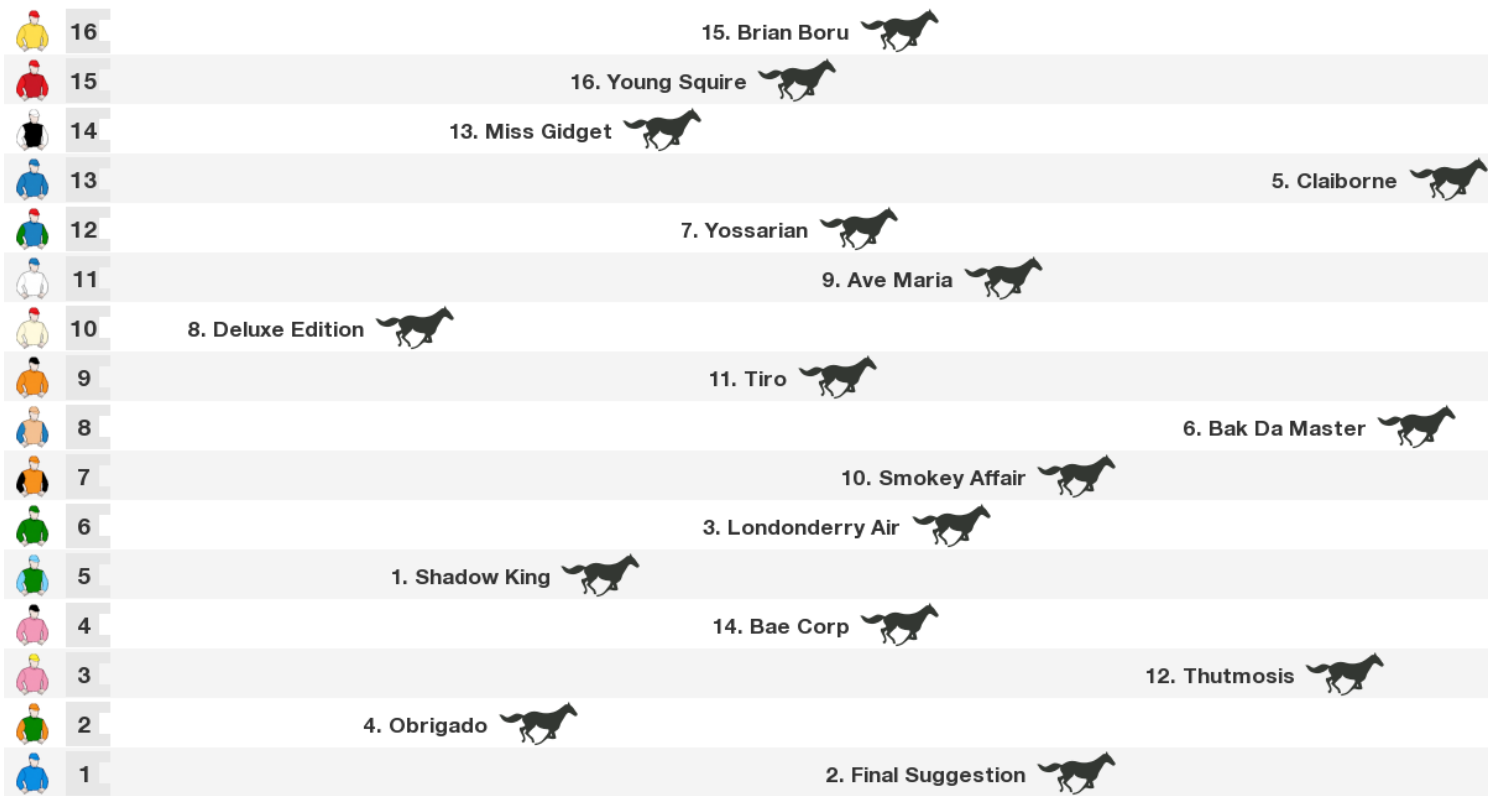 16 15. Brian Boru
15 16. Young Squire
14 13. Miss Gidget
13 5. Claiborne
12 7. Yossarian
11 9. Ave Maria
10 8. Deluxe Edition
9 11. Tiro
8 6. Bak Da Master
7 10. Smokey Affair
6 3. Londonderry Air
5 1. Shadow King
4 14. Bae Corp
3 12. Thutmosis
2 4. Obrigado
1 2. Final Suggestion